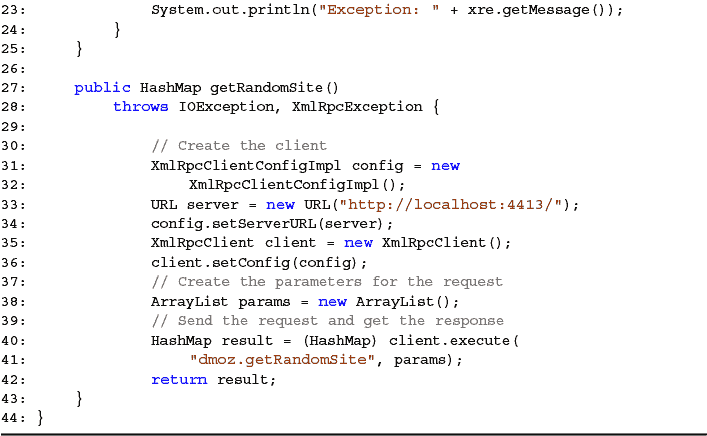 23:             System.out.println("Exception: " + xre.getMessage());
24:         }
25:     }
26:
27:     public HashMap getRandomSite()
28:         throws IOException, XmlRpcException {
29:
30:             // Create the client
31:             XmlRpcClientConfigImpl config = new
32:                 XmlRpcClientConfigImpl();
33:             URL server = new URL("http://localhost:4413/");
34:             config.setServerURL(server);
35:             XmlRpcClient client = new XmlRpcClient();
36:             client.setConfig(config);
37:             // Create the parameters for the request
38:             ArrayList params = new ArrayList();
39:             // Send the request and get the response
40:             HashMap result = (HashMap) client.execute(
41:                 "dmoz.getRandomSite", params);
42:             return result;
43:     }
44: }